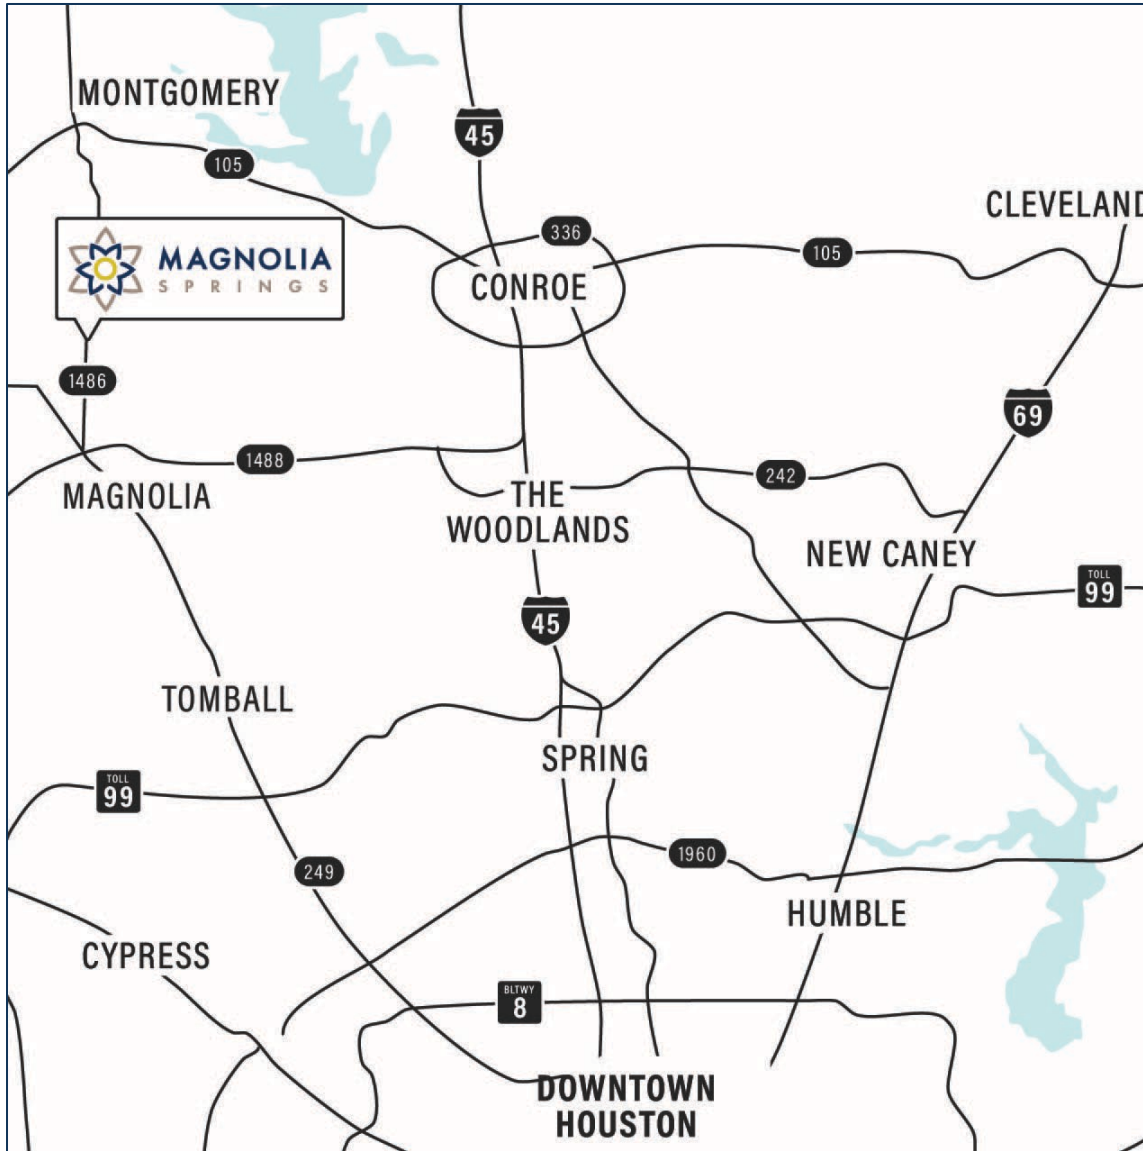 MONTGOMERY
45
105
CLEVELAND
336
105
MAGNOLIA
SPRINGS
CONROE
1486
69
1488
242
MAGNOLIA
THE
WOODLANDS
NEW CANEY
TOLL
99
45
TOMBALL
SPRING
TOLL
99
1960
249
HUMBLE
CYPRESS
BLTWY
8
DOWNTOWN
HOUSTON